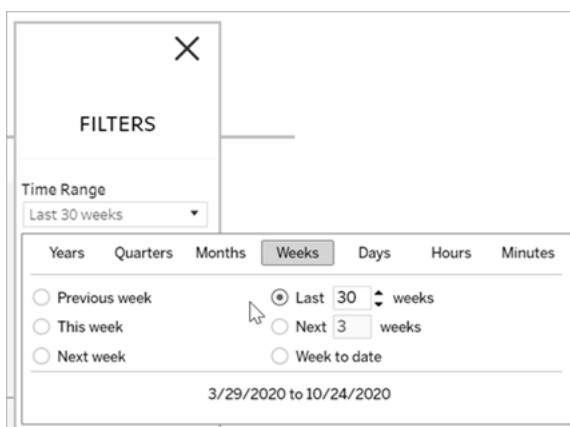 FILTERS
Time Range
Last 30 weeks
Years Quarters Months Weeks Days Hours Minutes
Previous week Last 30 weeks
This week Next 3 weeks
Next week Week to date
3/29/2020 to 10/24/2020